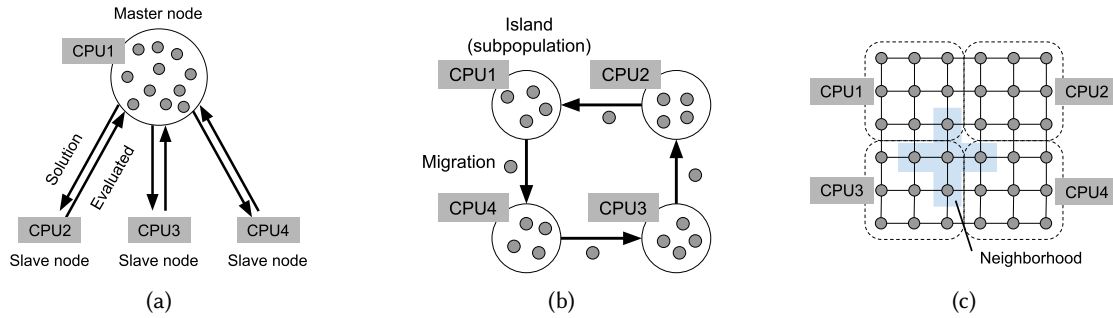 Master node
CPU1
Solution
Evaluated
CPU2
CPU3
CPU4
Slave node
Slave node
Slave node
(a)
Island
(subpopulation)
CPU1
CPU2
Migration
CPU4
CPU3
(b)
CPU1
CPU2
CPU3
CPU4
Neighborhood
(c)